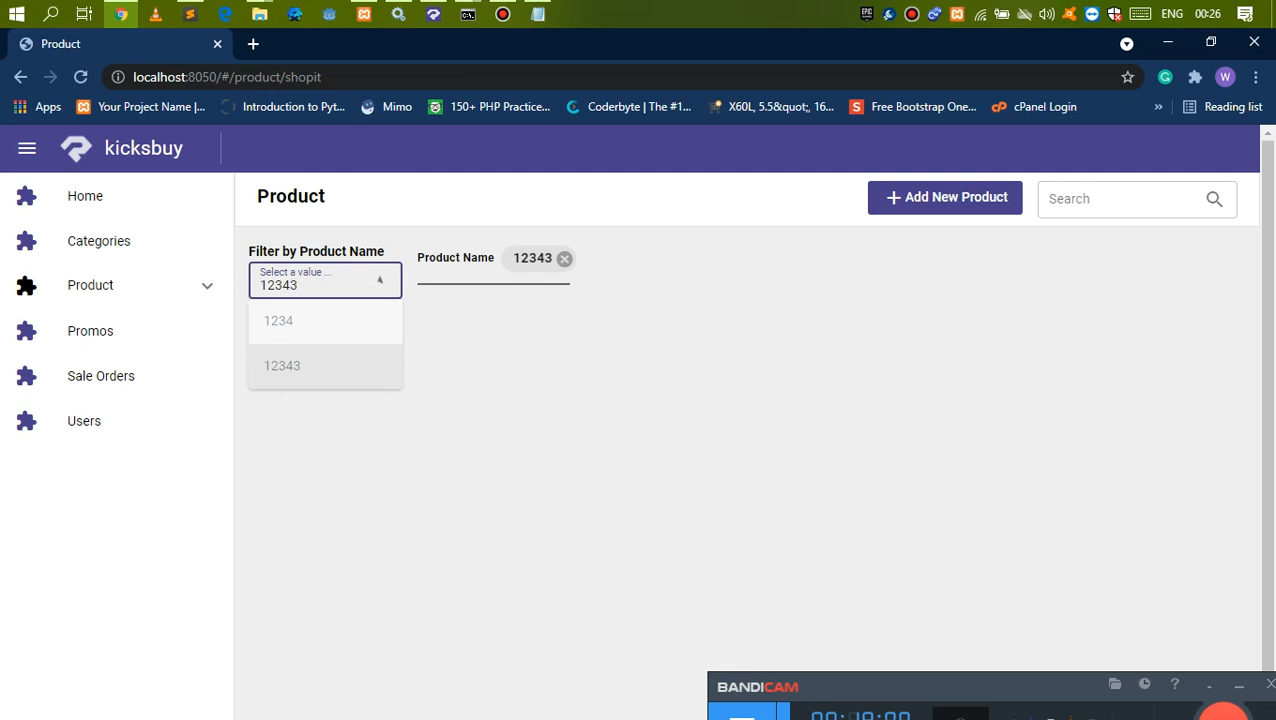 ENG 00:26
Product
localhost:8050/#/product/shopit
W
Apps Your Project Name |... Introduction to Pyt... Mimo 150+ PHP Practice... Coderbyte | The #1... X60L, 5.5&quot;, 16... Free Bootstrap One... cPanel Login » Reading list
kicksbuy
Home
Categories
Product
Promos
Sale Orders
Users
Product
Add New Product
Search
Filter by Product Name
Select a value ...
12343
1234
12343
Product Name 12343
BANDICAM